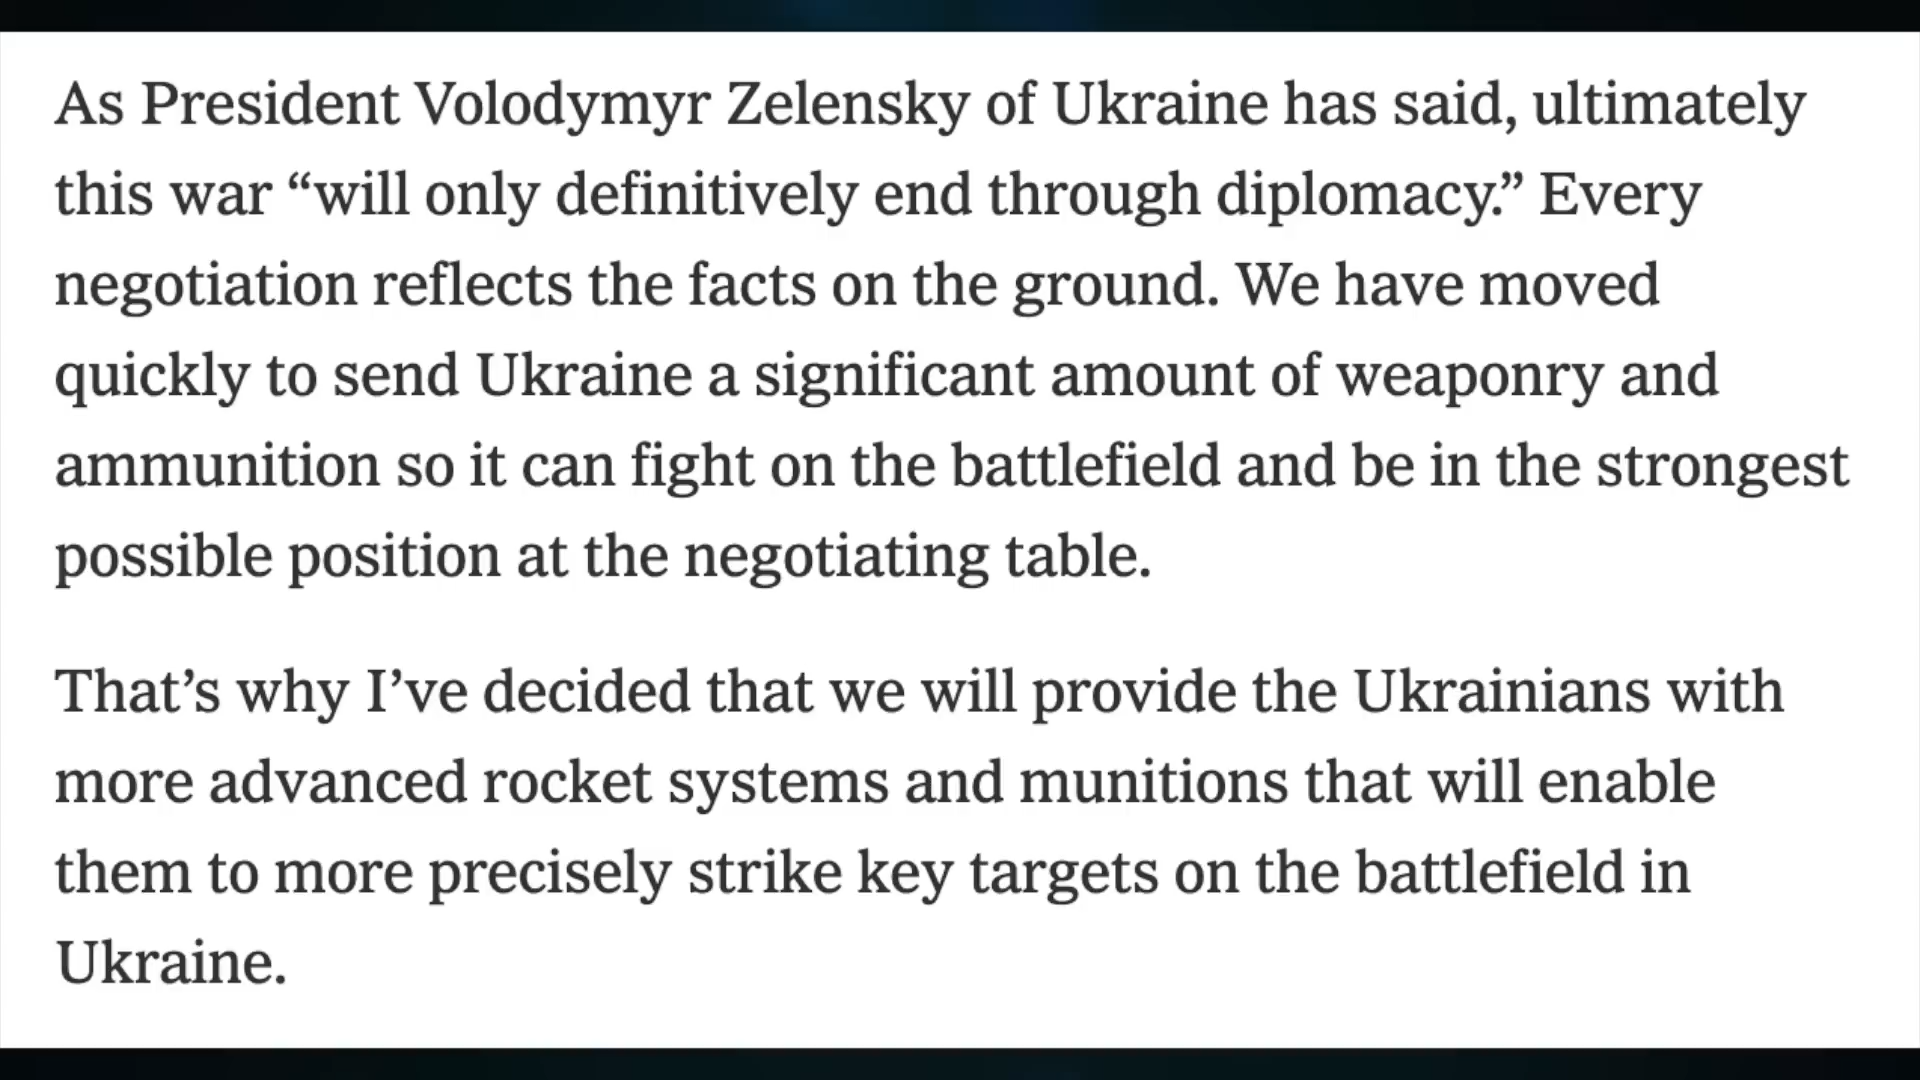 As President Volodymyr Zelensky of Ukraine has said, ultimately
this war “will only definitively end through diplomacy.” Every
negotiation reflects the facts on the ground. We have moved
quickly to send Ukraine a significant amount of weaponry and
ammunition so it can fight on the battlefield and be in the strongest
possible position at the negotiating table.
That’s why I’ve decided that we will provide the Ukrainians with
more advanced rocket systems and munitions that will enable
them to more precisely strike key targets on the battlefield in
Ukraine.